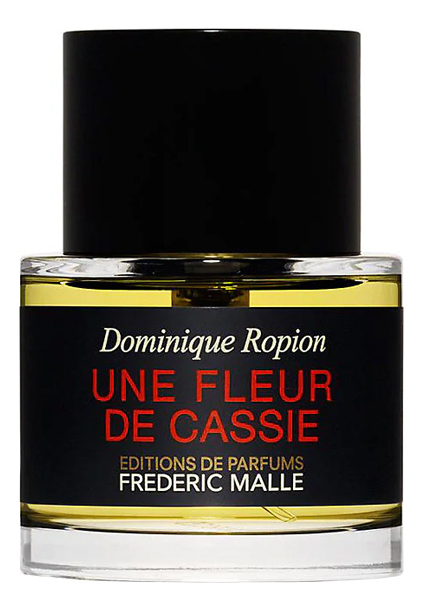 Dominique Ropion
UNE FLEUR
DE CASSIE
EDITIONS DE PARFUMS
FREDERIC MALLE